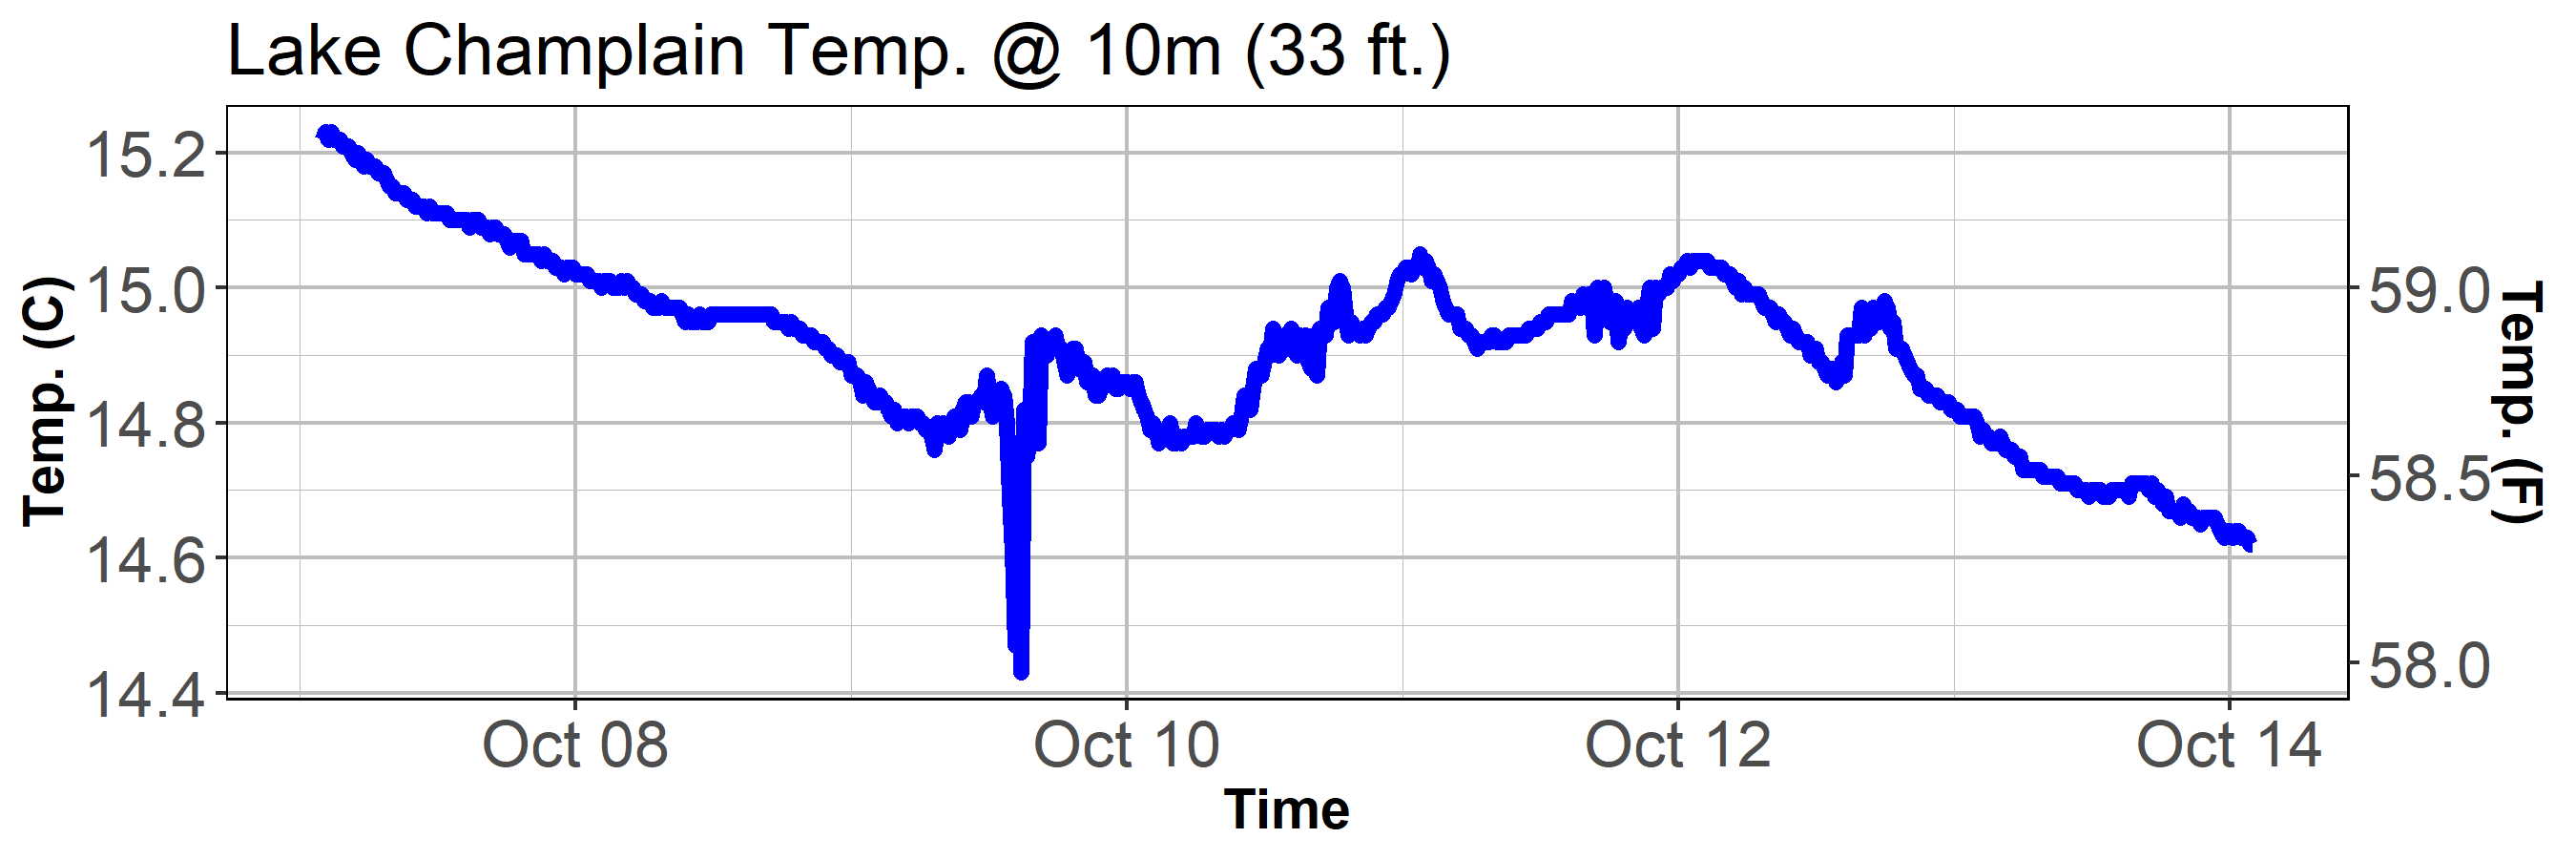 Lake Champlain Temp. @ 10m (33 ft.)
Temp. (C)
15.2
15.0
14.8
14.6
14.4
59.0
58.5
58.0
Temp. (F)
Oct 08 Oct 10 Oct 12 Oct 14
Time